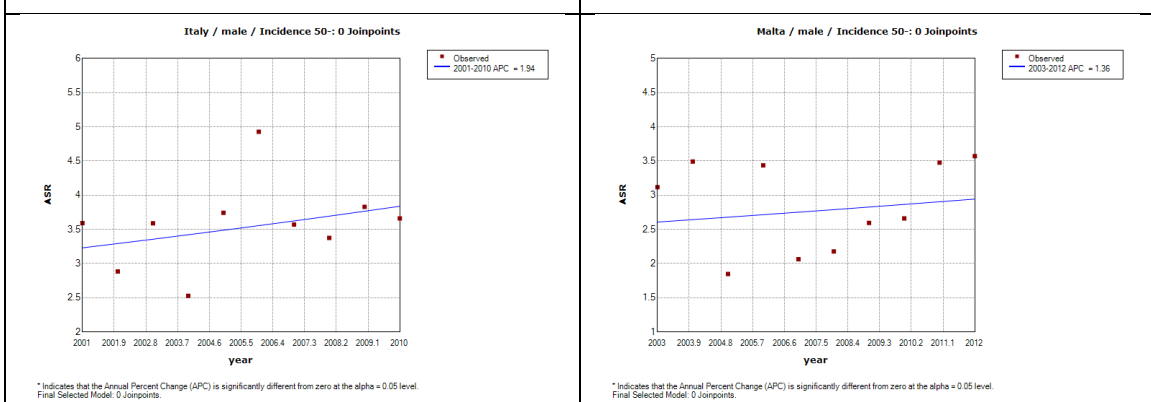 Italy / male / Incidence 50-: 0 Joinpoints
Observed
2001-2010 APC = 1.94
6
5.5
5
4.5
4
3.5
3
2.5
2
ASR
2001 2001.9 2002.8 2003.7 2004.6 2005.5 2006.4 2007.3 2008.2 2009.1 2010
year
* Indicates that the Annual Percent Change (APC) is significantly different from zero at the alpha = 0.05 level.
Final Selected Model: 0 Joinpoints.
Malta / male / Incidence 50-: 0 Joinpoints
Observed
2003-2012 APC = 1.36
5
4.5
4
3.5
3
2.5
2
1.5
1
ASR
2003 2003.9 2004.8 2005.7 2006.6 2007.5 2008.4 2009.3 2010.2 2011.1 2012
year
* Indicates that the Annual Percent Change (APC) is significantly different from zero at the alpha = 0.05 level.
Final Selected Model: 0 Joinpoints.